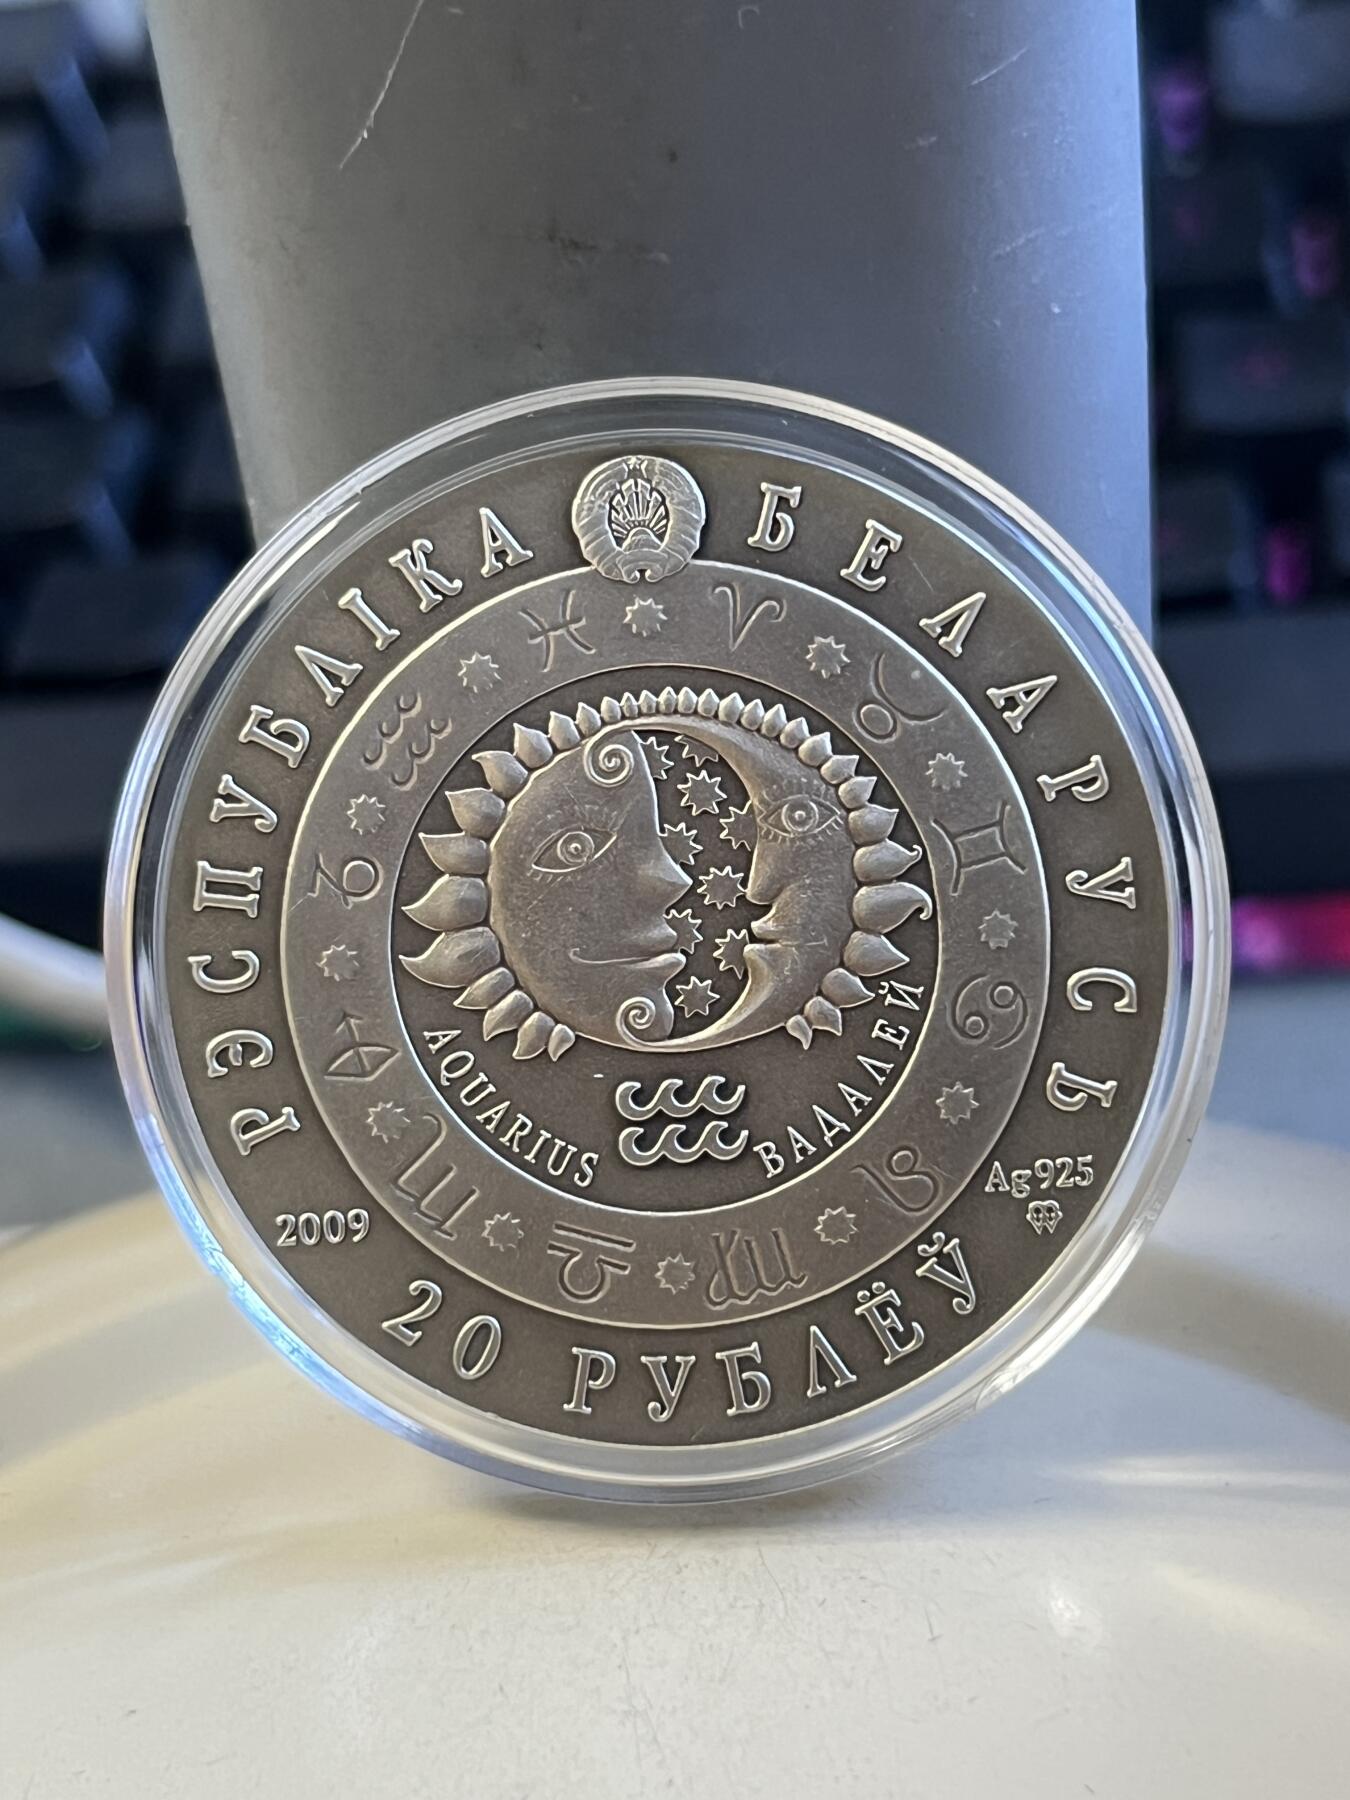 РЭСПУБЛІКА БЕЛАРУСЬ
AQUARIUS
ВАДАЛЕЙ
2009
Ag 925
20 РУБЛЁЎ